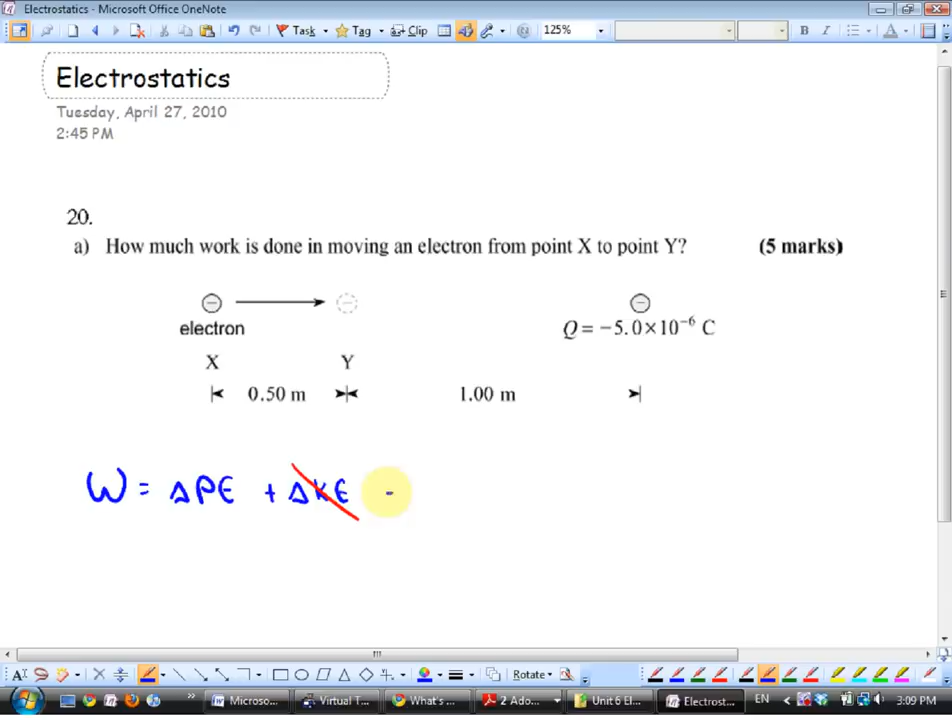 Electrostatics - Microsoft Office OneNote
Task Tag Clip 125% B I A
Electrostatics
Tuesday, April 27, 2010
2:45 PM
20.
a) How much work is done in moving an electron from point X to point Y? (5 marks)
electron
Q = −5.0×10⁻⁶ C
X Y
0.50 m 1.00 m
W = ΔPE + ΔKE -
Rotate
Microso... Virtual T... What's ... 2 Ado... Unit 6 El... Electrost... EN 3:09 PM